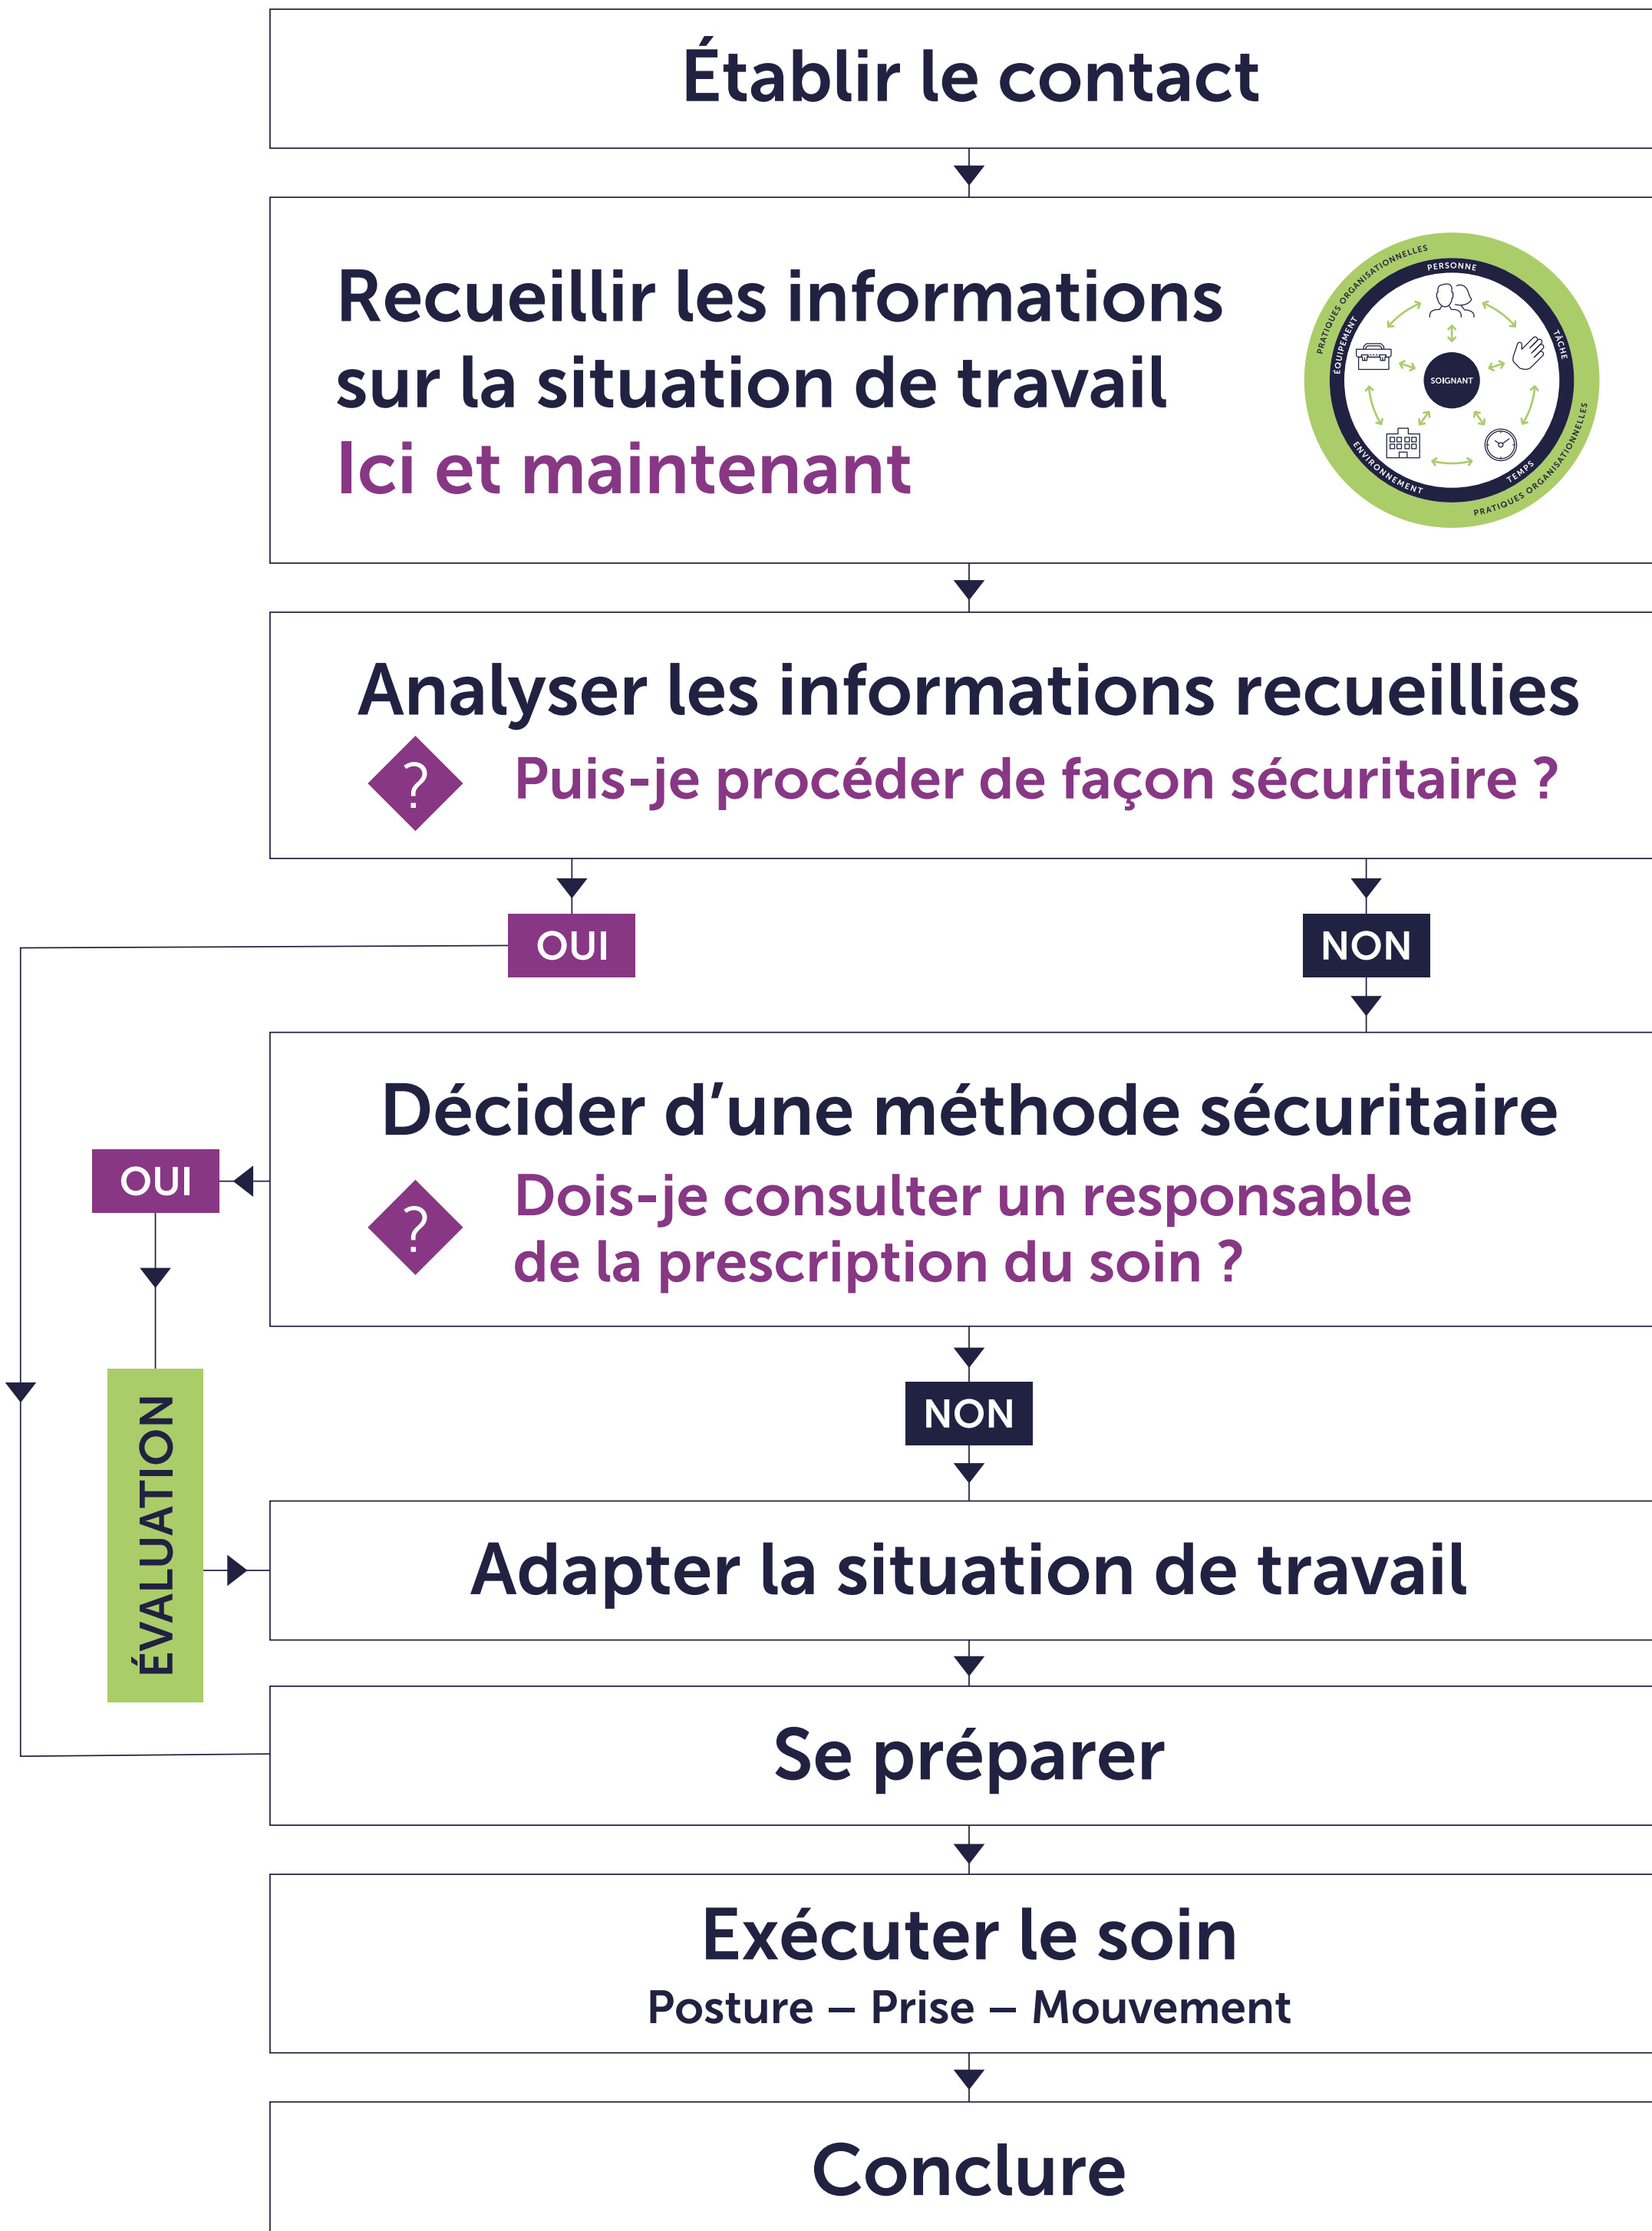 Établir le contact
Recueillir les informations
sur la situation de travail
Ici et maintenant
PRATIQUES ORGANISATIONNELLES
PERSONNE
ÉQUIPEMENT
TÂCHE
SOIGNANT
ENVIRONNEMENT
TEMPS
PRATIQUES ORGANISATIONNELLES
Analyser les informations recueillies
? Puis-je procéder de façon sécuritaire ?
OUI
NON
Décider d’une méthode sécuritaire
OUI
? Dois-je consulter un responsable
de la prescription du soin ?
NON
ÉVALUATION
Adapter la situation de travail
Se préparer
Exécuter le soin
Posture – Prise – Mouvement
Conclure